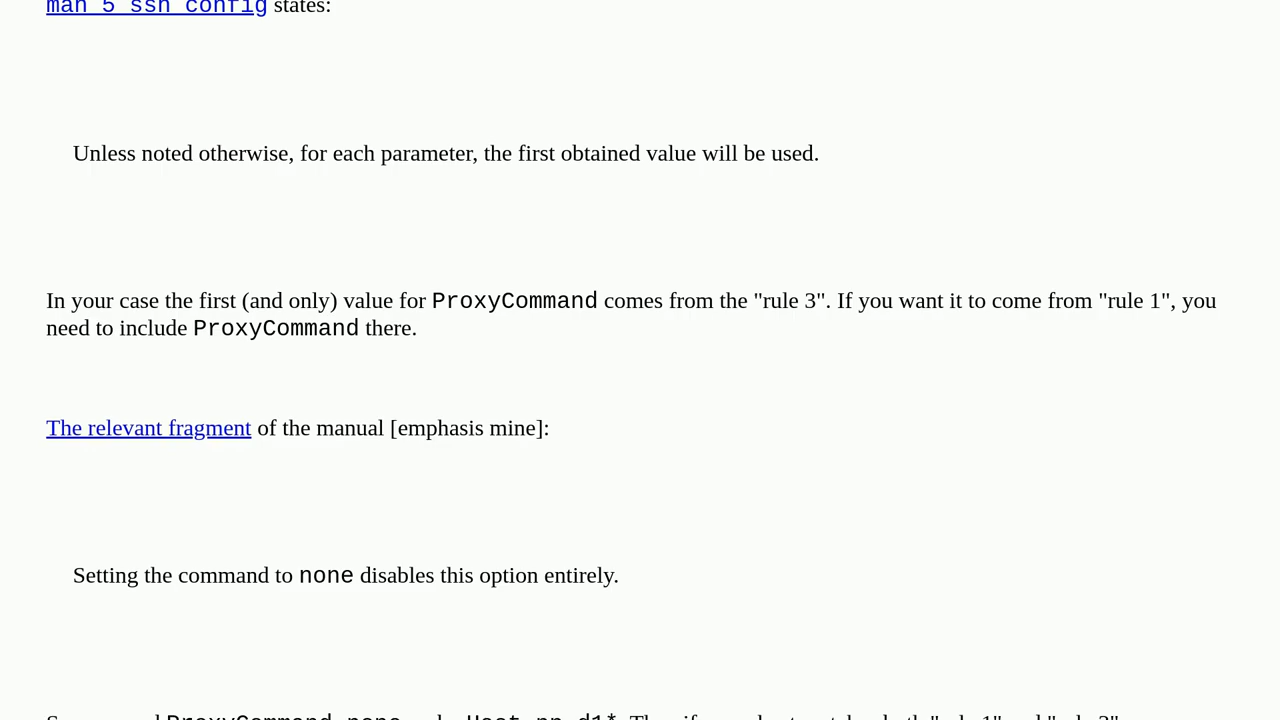 man 5 ssh_config states:
Unless noted otherwise, for each parameter, the first obtained value will be used.
In your case the first (and only) value for ProxyCommand comes from the "rule 3". If you want it to come from "rule 1", you
need to include ProxyCommand there.
The relevant fragment of the manual [emphasis mine]:
Setting the command to none disables this option entirely.
ProxyCommand none